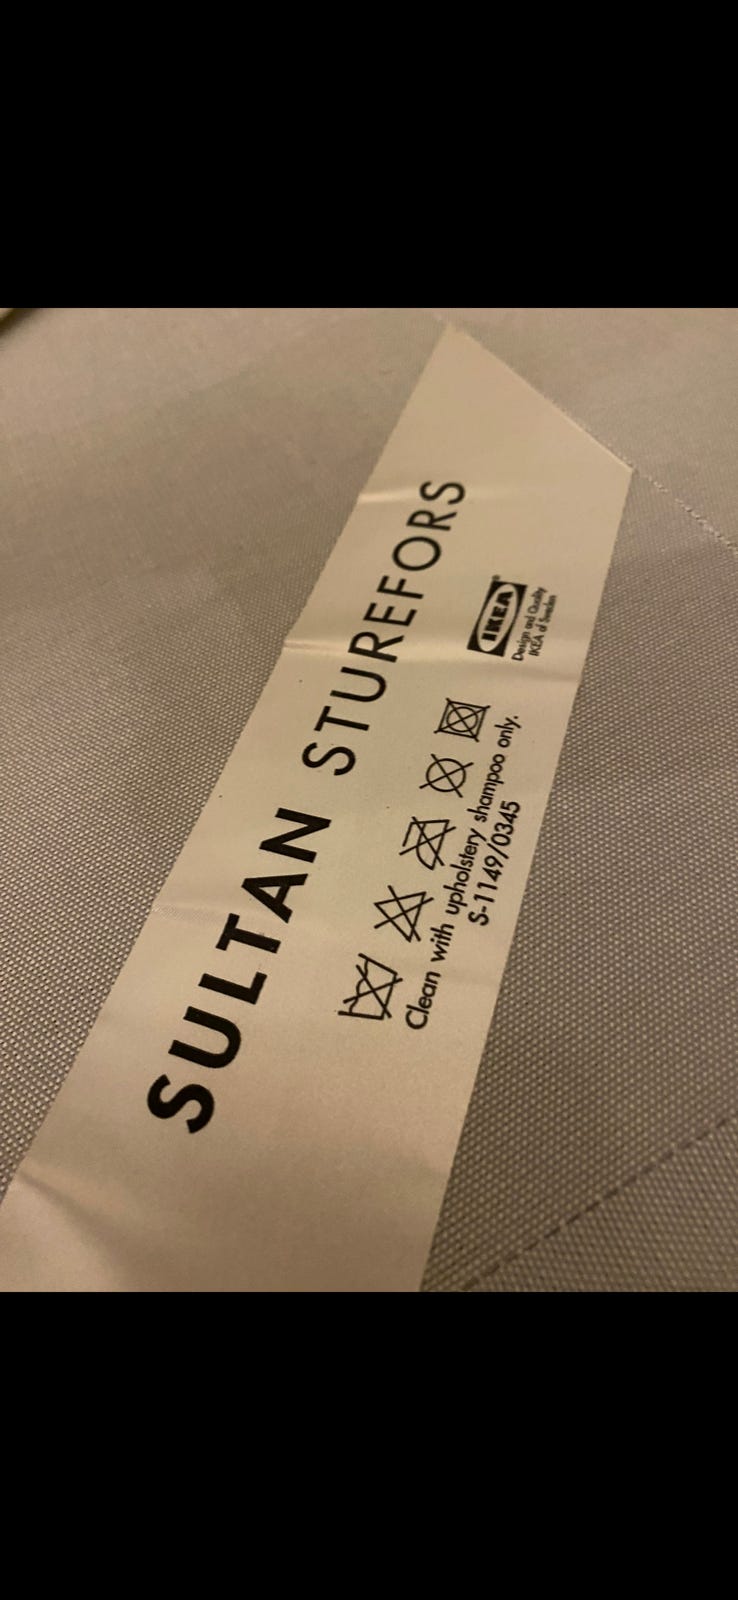 SULTAN STUREFORS
Clean with upholstery shampoo only.
S-1149/0345
IKEA®
Design and Quality
IKEA of Sweden